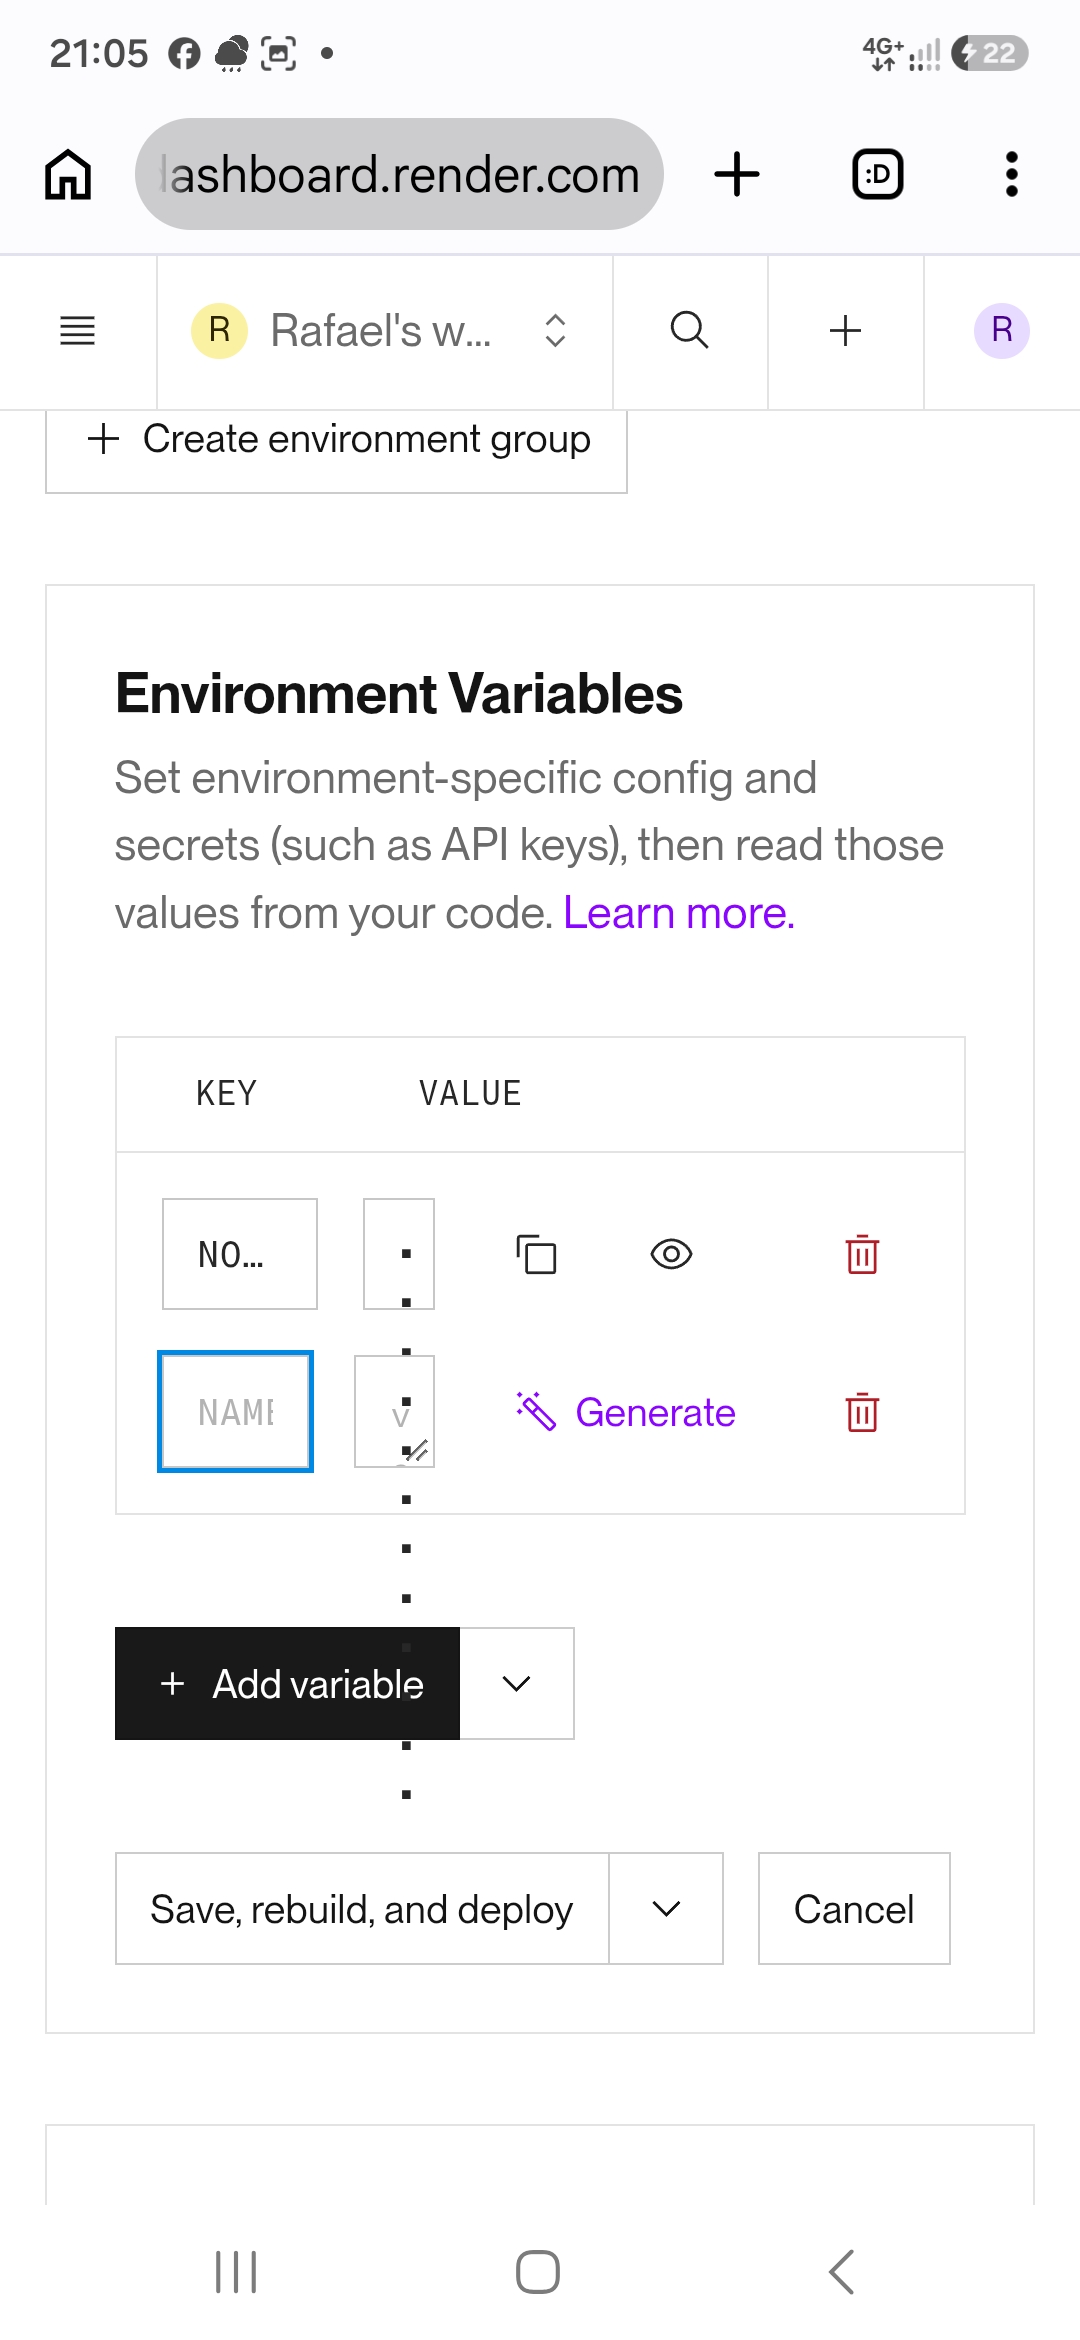 21:05
4G+
22
dashboard.render.com
:D
R
Rafael's w...
R
Create environment group
Environment Variables
Set environment-specific config and
secrets (such as API keys), then read those
values from your code. Learn more.
KEY
VALUE
NO...
NAME
v
Generate
Add variable
Save, rebuild, and deploy
Cancel